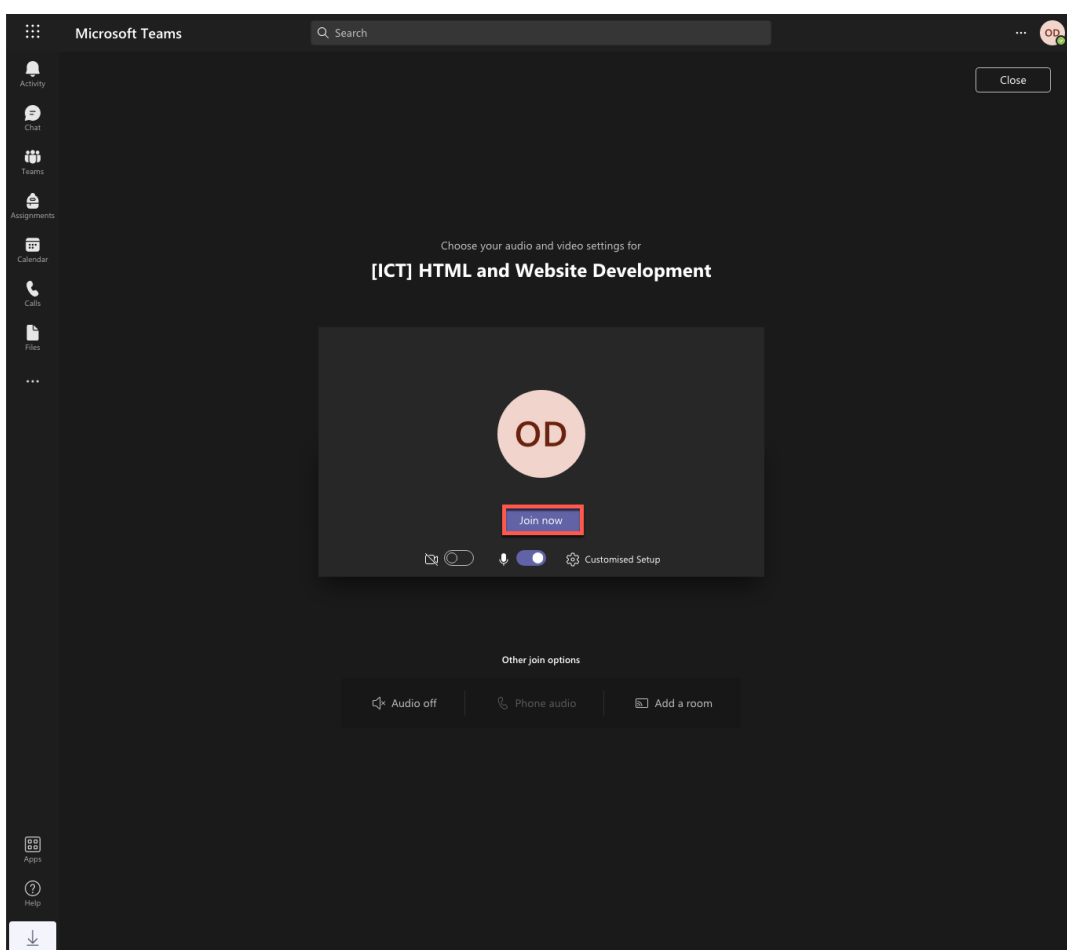 Microsoft Teams
Search
OD
Activity
Chat
Teams
Assignments
Calendar
Calls
Files
Close
Choose your audio and video settings for
[ICT] HTML and Website Development
OD
Join now
Customised Setup
Other join options
Audio off
Phone audio
Add a room
Apps
Help